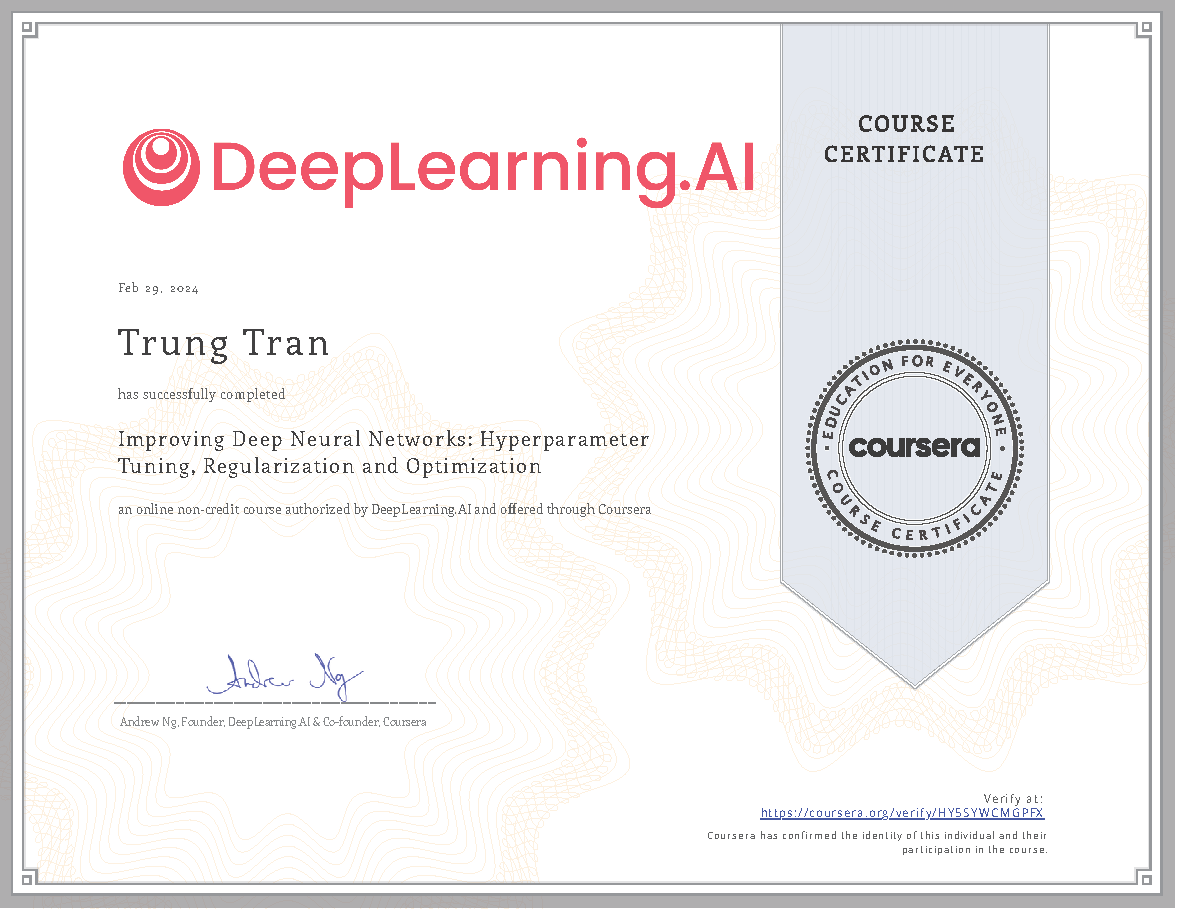 DeepLearning.AI
COURSE
CERTIFICATE
Feb 29, 2024
Trung Tran
has successfully completed
Improving Deep Neural Networks: Hyperparameter
Tuning, Regularization and Optimization
an online non-credit course authorized by DeepLearning.AI and offered through Coursera
EDUCATION FOR EVERYONE
coursera
COURSE CERTIFICATE
Andrew Ng
Andrew Ng, Founder, DeepLearning.AI & Co-founder, Coursera
Verify at:
https://coursera.org/verify/HY5SYWCMGPFX
Coursera has confirmed the identity of this individual and their
participation in the course.